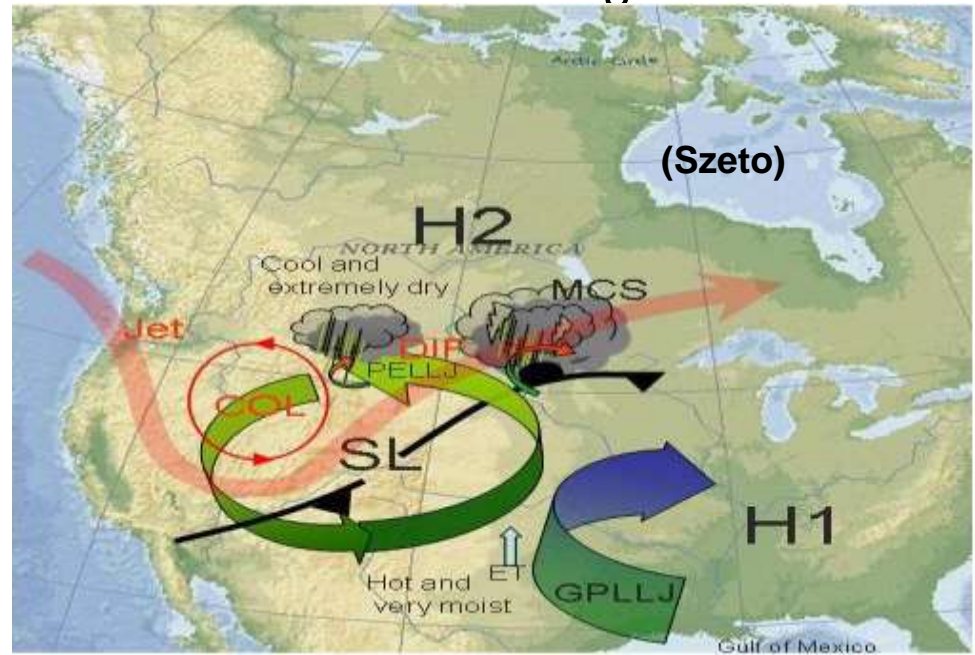 Arctic Circle
(Szeto)
H2
NORTH AMERICA
Cool and
extremely dry
MCS
Jet
DIF
PELLJ
COL
SL
H1
ET
Hot and
very moist
GPLLJ
Gulf of Mexico